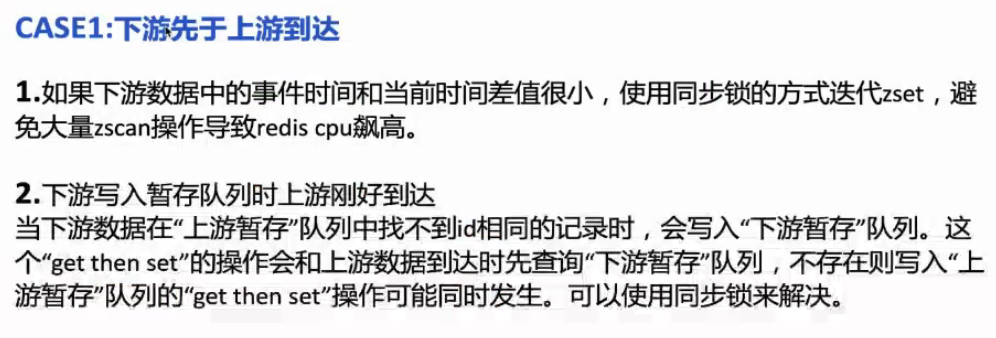 CASE1:下游先于上游到达
1.如果下游数据中的事件时间和当前时间差值很小，使用同步锁的方式迭代zset，避
免大量zscan操作导致redis cpu飙高。
2.下游写入暂存队列时上游刚好到达
当下游数据在“上游暂存”队列中找不到id相同的记录时，会写入“下游暂存”队列。这
个“get then set”的操作会和上游数据到达时先查询“下游暂存”队列，不存在则写入“上
游暂存”队列的“get then set”操作可能同时发生。可以使用同步锁来解决。